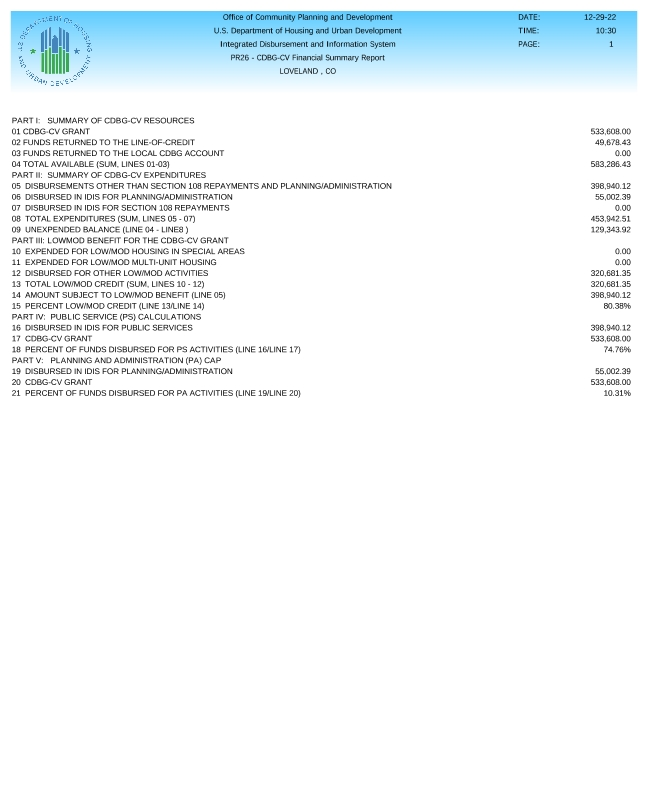 U.S. DEPARTMENT OF HOUSING AND URBAN DEVELOPMENT
Office of Community Planning and Development DATE: 12-29-22
U.S. Department of Housing and Urban Development TIME: 10:30
Integrated Disbursement and Information System PAGE: 1
PR26 - CDBG-CV Financial Summary Report
LOVELAND , CO
PART I: SUMMARY OF CDBG-CV RESOURCES
01 CDBG-CV GRANT 533,608.00
02 FUNDS RETURNED TO THE LINE-OF-CREDIT 49,678.43
03 FUNDS RETURNED TO THE LOCAL CDBG ACCOUNT 0.00
04 TOTAL AVAILABLE (SUM, LINES 01-03) 583,286.43
PART II: SUMMARY OF CDBG-CV EXPENDITURES
05 DISBURSEMENTS OTHER THAN SECTION 108 REPAYMENTS AND PLANNING/ADMINISTRATION 398,940.12
06 DISBURSED IN IDIS FOR PLANNING/ADMINISTRATION 55,002.39
07 DISBURSED IN IDIS FOR SECTION 108 REPAYMENTS 0.00
08 TOTAL EXPENDITURES (SUM, LINES 05 - 07) 453,942.51
09 UNEXPENDED BALANCE (LINE 04 - LINE8 ) 129,343.92
PART III: LOWMOD BENEFIT FOR THE CDBG-CV GRANT
10 EXPENDED FOR LOW/MOD HOUSING IN SPECIAL AREAS 0.00
11 EXPENDED FOR LOW/MOD MULTI-UNIT HOUSING 0.00
12 DISBURSED FOR OTHER LOW/MOD ACTIVITIES 320,681.35
13 TOTAL LOW/MOD CREDIT (SUM, LINES 10 - 12) 320,681.35
14 AMOUNT SUBJECT TO LOW/MOD BENEFIT (LINE 05) 398,940.12
15 PERCENT LOW/MOD CREDIT (LINE 13/LINE 14) 80.38%
PART IV: PUBLIC SERVICE (PS) CALCULATIONS
16 DISBURSED IN IDIS FOR PUBLIC SERVICES 398,940.12
17 CDBG-CV GRANT 533,608.00
18 PERCENT OF FUNDS DISBURSED FOR PS ACTIVITIES (LINE 16/LINE 17) 74.76%
PART V: PLANNING AND ADMINISTRATION (PA) CAP
19 DISBURSED IN IDIS FOR PLANNING/ADMINISTRATION 55,002.39
20 CDBG-CV GRANT 533,608.00
21 PERCENT OF FUNDS DISBURSED FOR PA ACTIVITIES (LINE 19/LINE 20) 10.31%